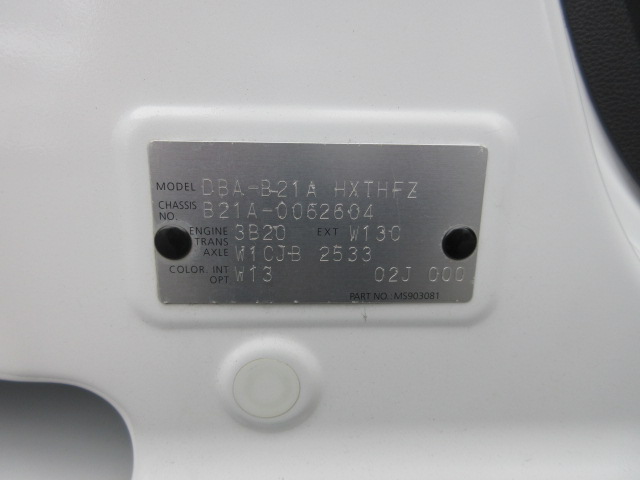 MODEL DBA-B21A HXTHFZ
CHASSIS NO. B21A-0062604
ENGINE 3B20 EXT W130
TRANS AXLE W1CJB 2533
COLOR. INT OPT W13 02J 000
PART NO.: MS903081